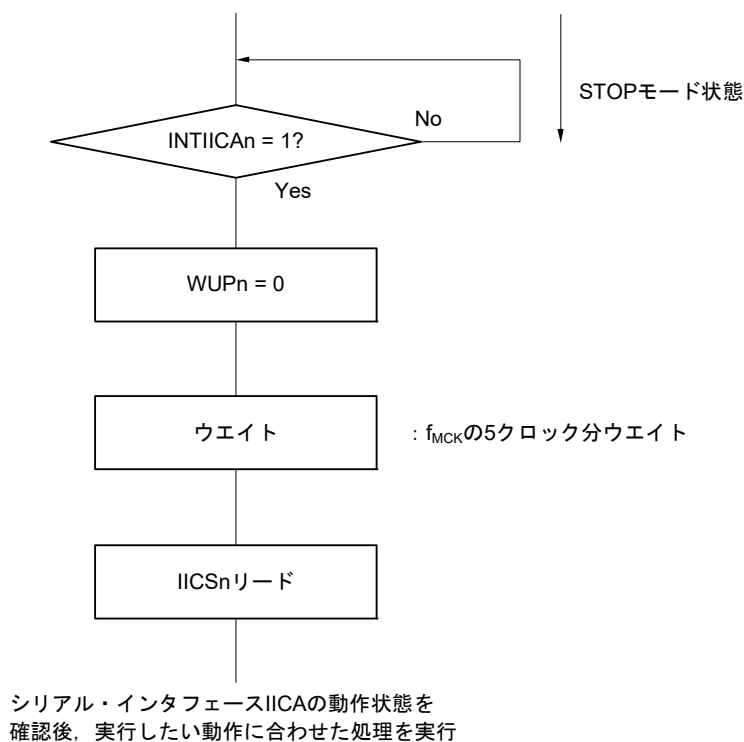 STOPモード状態
No
INTIICAn = 1?
Yes
WUPn = 0
ウエイト
：fMCKの5クロック分ウエイト
IICSnリード
シリアル・インタフェースIICAの動作状態を
確認後，実行したい動作に合わせた処理を実行